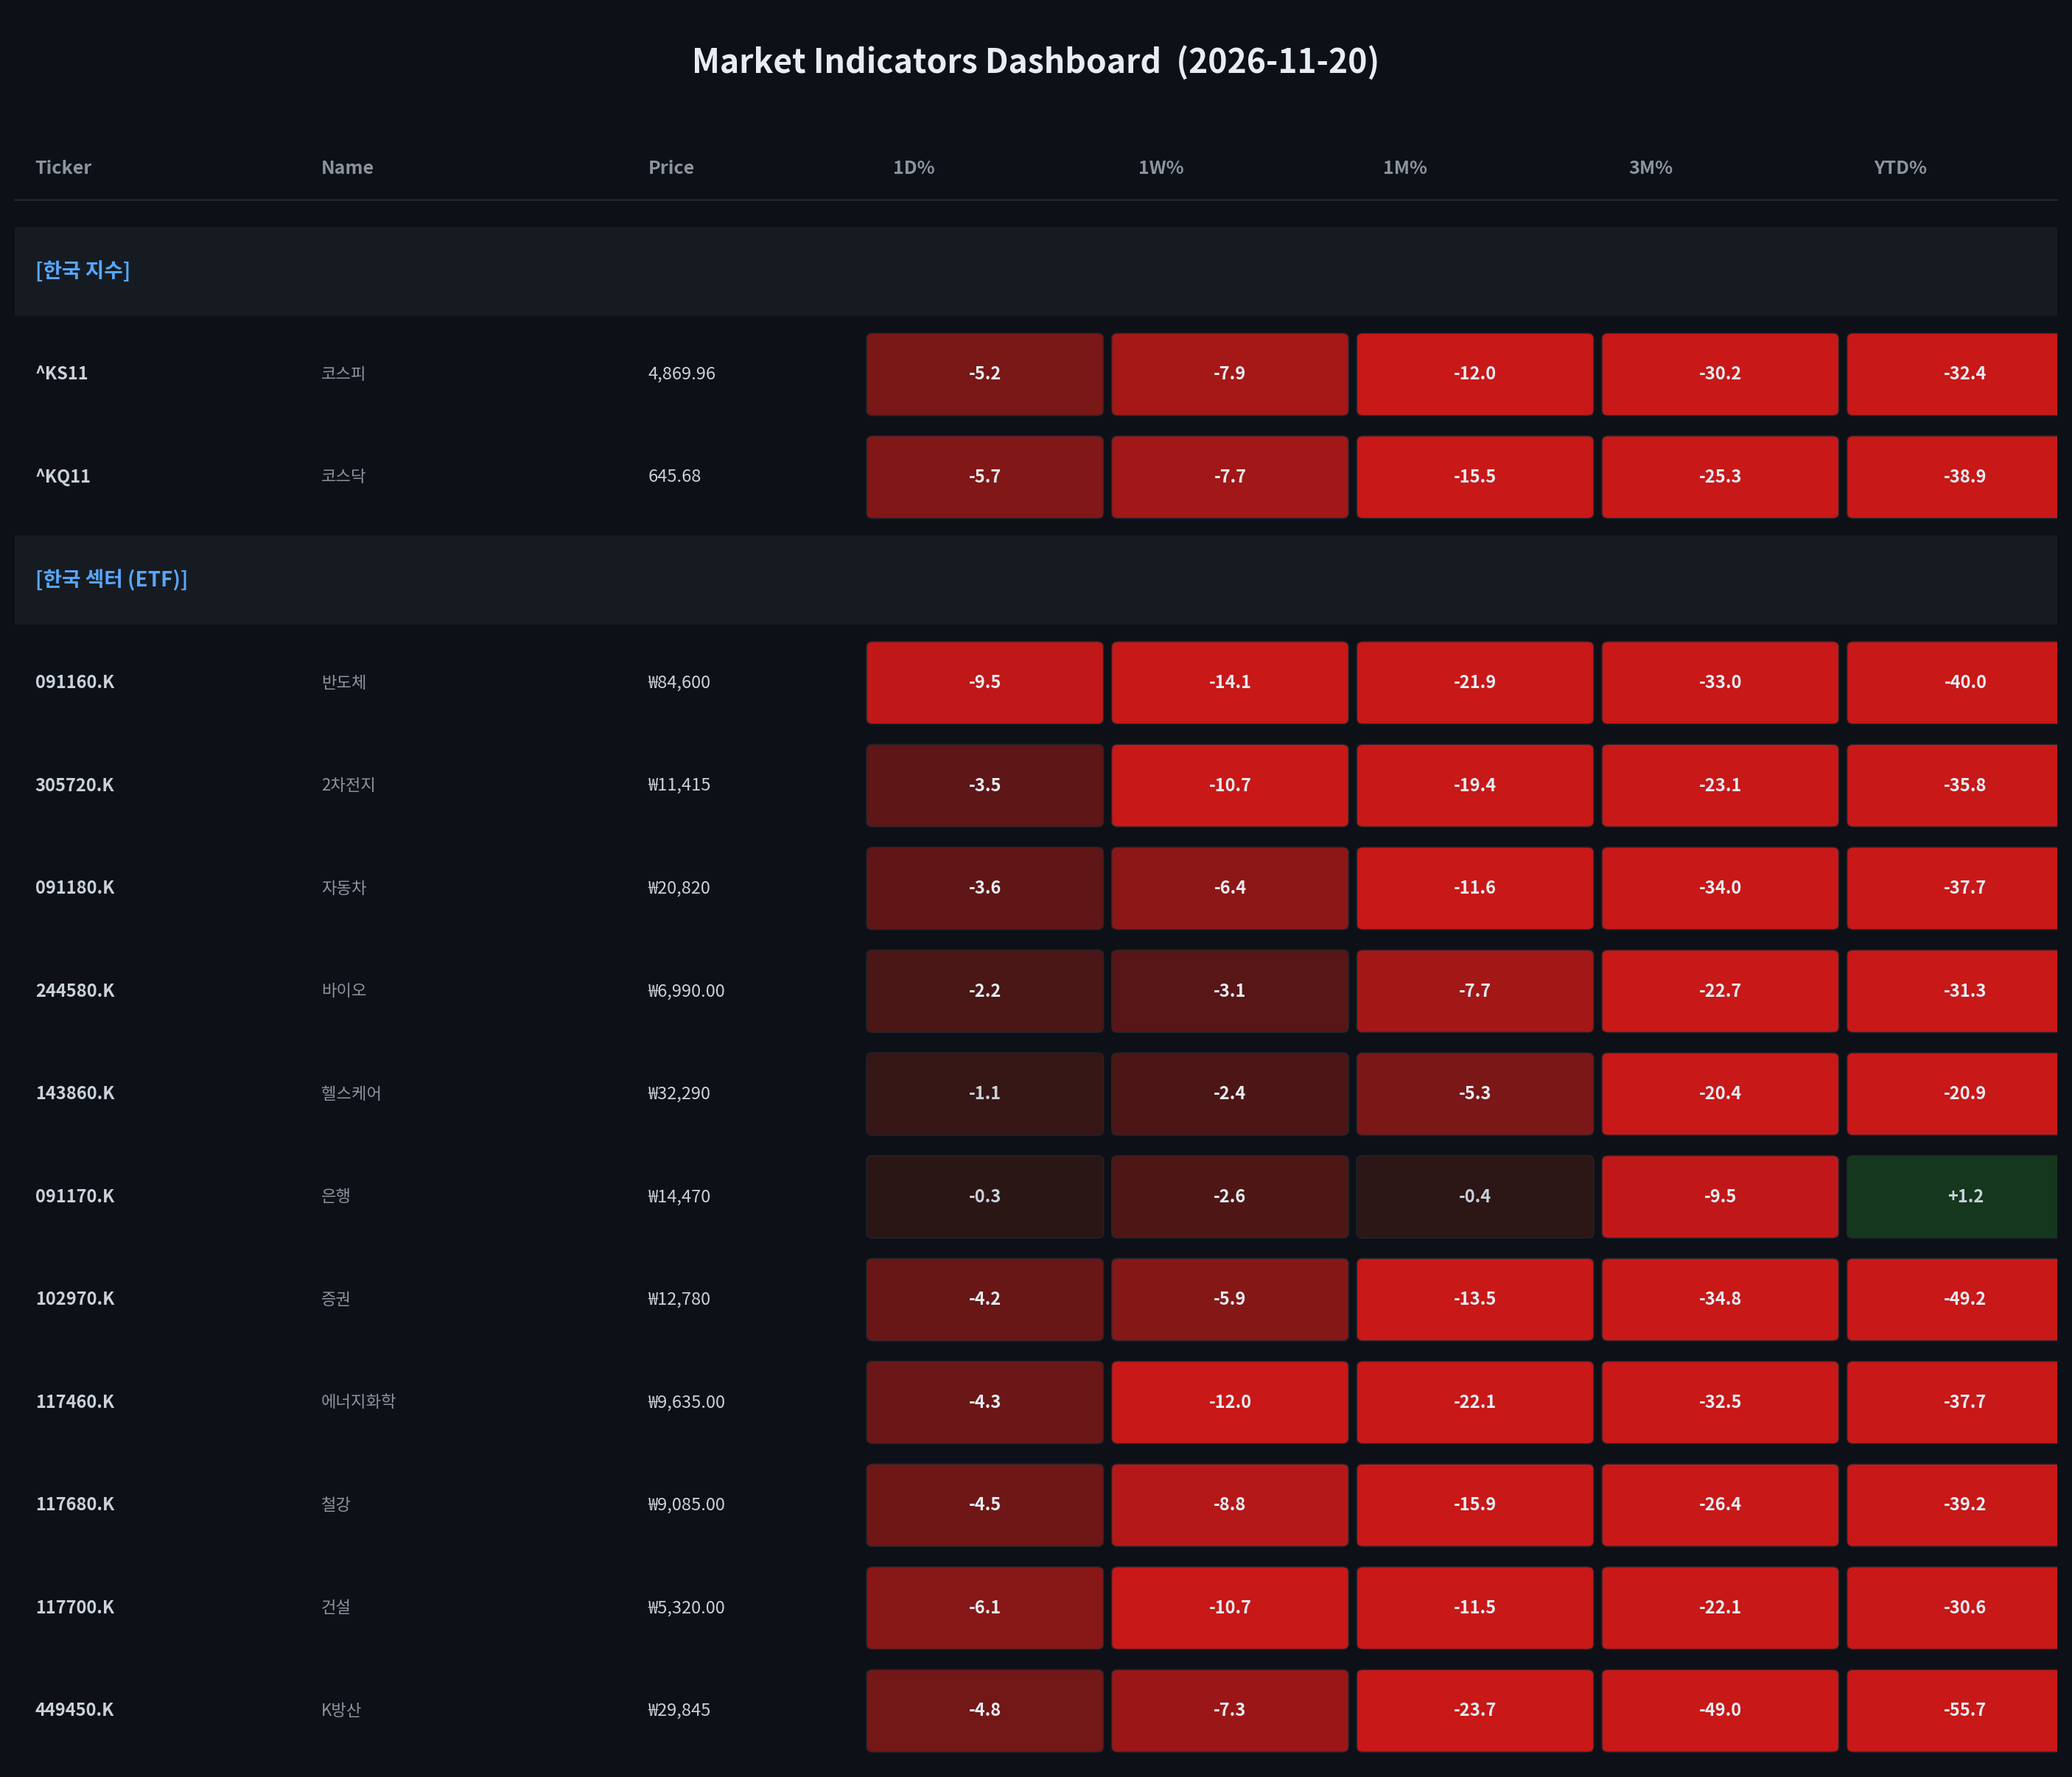 Market Indicators Dashboard (2026-11-20)
Ticker Name Price 1D% 1W% 1M% 3M% YTD%
[한국 지수]
^KS11 코스피 4,869.96 -5.2 -7.9 -12.0 -30.2 -32.4
^KQ11 코스닥 645.68 -5.7 -7.7 -15.5 -25.3 -38.9
[한국 섹터 (ETF)]
091160.K 반도체 ₩84,600 -9.5 -14.1 -21.9 -33.0 -40.0
305720.K 2차전지 ₩11,415 -3.5 -10.7 -19.4 -23.1 -35.8
091180.K 자동차 ₩20,820 -3.6 -6.4 -11.6 -34.0 -37.7
244580.K 바이오 ₩6,990.00 -2.2 -3.1 -7.7 -22.7 -31.3
143860.K 헬스케어 ₩32,290 -1.1 -2.4 -5.3 -20.4 -20.9
091170.K 은행 ₩14,470 -0.3 -2.6 -0.4 -9.5 +1.2
102970.K 증권 ₩12,780 -4.2 -5.9 -13.5 -34.8 -49.2
117460.K 에너지화학 ₩9,635.00 -4.3 -12.0 -22.1 -32.5 -37.7
117680.K 철강 ₩9,085.00 -4.5 -8.8 -15.9 -26.4 -39.2
117700.K 건설 ₩5,320.00 -6.1 -10.7 -11.5 -22.1 -30.6
449450.K K방산 ₩29,845 -4.8 -7.3 -23.7 -49.0 -55.7